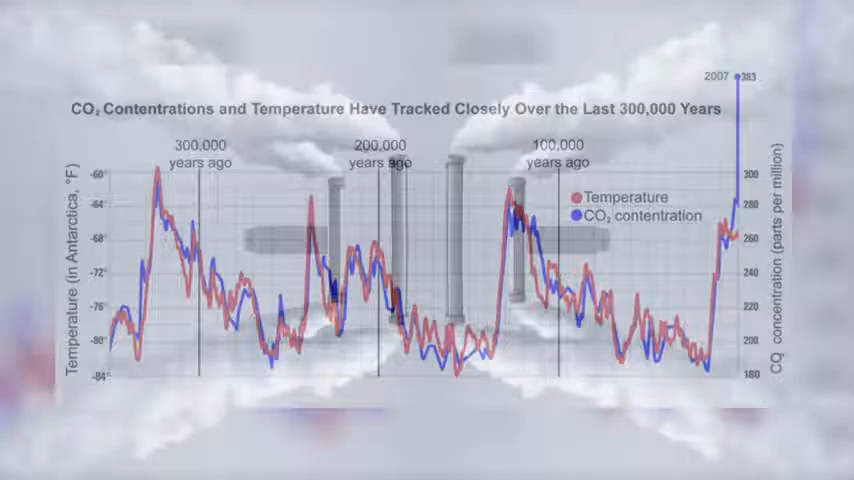 2007 383
CO₂ Contentrations and Temperature Have Tracked Closely Over the Last 300,000 Years
300,000
years ago
200,000
years ago
100,000
years ago
Temperature (in Antarctica, °F)
-60°
-64°
-68°
-72°
-76°
-80°
-84°
Temperature
CO₂ contentration
300
280
260
240
220
200
180
CO₂ concentration (parts per million)